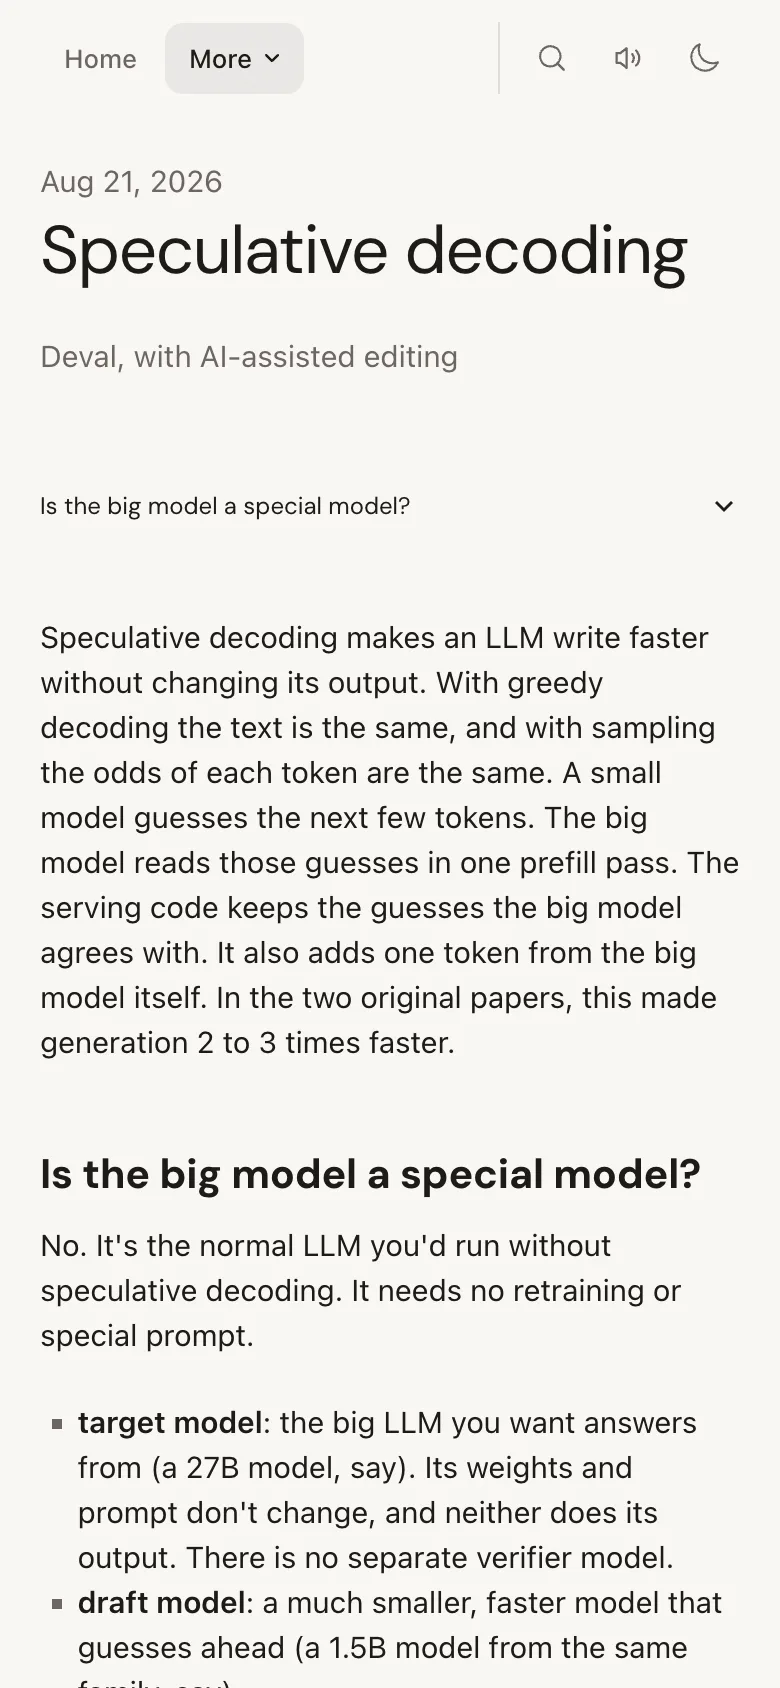 Home
More
Aug 21, 2026
Speculative decoding
Deval, with AI-assisted editing
Is the big model a special model?
Speculative decoding makes an LLM write faster
without changing its output. With greedy
decoding the text is the same, and with sampling
the odds of each token are the same. A small
model guesses the next few tokens. The big
model reads those guesses in one prefill pass. The
serving code keeps the guesses the big model
agrees with. It also adds one token from the big
model itself. In the two original papers, this made
generation 2 to 3 times faster.
Is the big model a special model?
No. It's the normal LLM you'd run without
speculative decoding. It needs no retraining or
special prompt.
target model: the big LLM you want answers
from (a 27B model, say). Its weights and
prompt don't change, and neither does its
output. There is no separate verifier model.
draft model: a much smaller, faster model that
guesses ahead (a 1.5B model from the same
family, say)